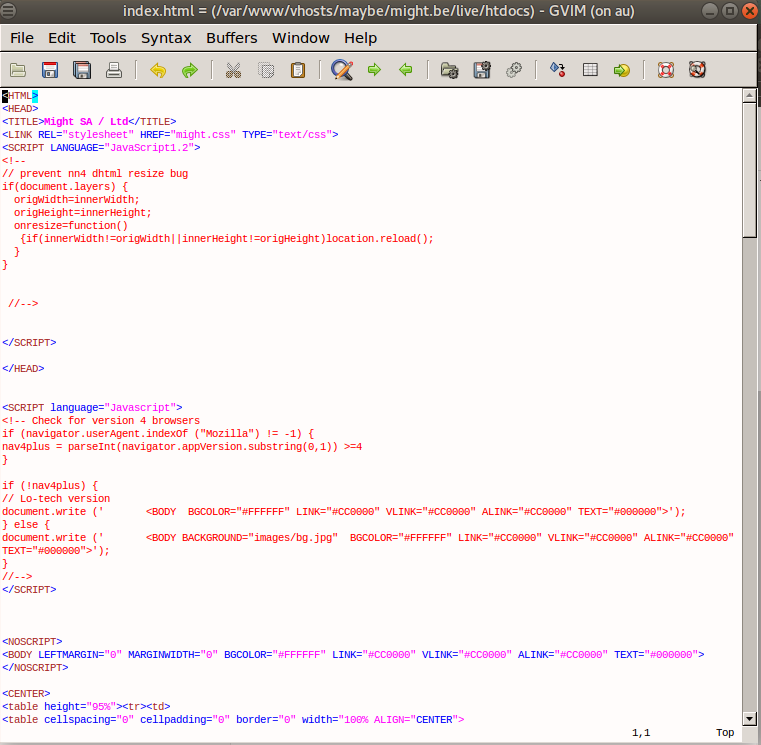 index.html = (/var/www/vhosts/maybe/might.be/live/htdocs) - GVIM (on au)
File Edit Tools Syntax Buffers Window Help
<HTML>
<HEAD>
<TITLE>Might SA / Ltd</TITLE>
<LINK REL="stylesheet" HREF="might.css" TYPE="text/css">
<SCRIPT LANGUAGE="JavaScript1.2">
<!--
// prevent nn4 dhtml resize bug
if(document.layers) {
  origWidth=innerWidth;
  origHeight=innerHeight;
  onresize=function()
   {if(innerWidth!=origWidth||innerHeight!=origHeight)location.reload();
  }
}
 //-->
</SCRIPT>
</HEAD>
<SCRIPT language="Javascript">
<!-- Check for version 4 browsers
if (navigator.userAgent.indexOf ("Mozilla") != -1) {
nav4plus = parseInt(navigator.appVersion.substring(0,1)) >=4
}
if (!nav4plus) {
// Lo-tech version
document.write ('       <BODY  BGCOLOR="#FFFFFF" LINK="#CC0000" VLINK="#CC0000" ALINK="#CC0000" TEXT="#000000">');
} else {
document.write ('       <BODY BACKGROUND="images/bg.jpg"  BGCOLOR="#FFFFFF" LINK="#CC0000" VLINK="#CC0000" ALINK="#CC0000"
TEXT="#000000">');
}
//-->
</SCRIPT>
<NOSCRIPT>
<BODY LEFTMARGIN="0" MARGINWIDTH="0" BGCOLOR="#FFFFFF" LINK="#CC0000" VLINK="#CC0000" ALINK="#CC0000" TEXT="#000000">
</NOSCRIPT>
<CENTER>
<table height="95%"><tr><td>
<table cellspacing="0" cellpadding="0" border="0" width="100% ALIGN="CENTER">
1,1 Top